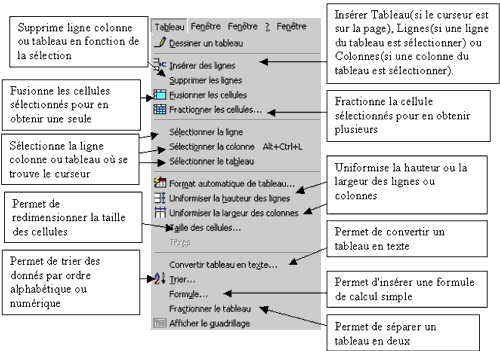 Supprime ligne colonne
ou tableau en fonction de
la sélection
Fusionne les cellules
sélectionnés pour en
obtenir une seule
Sélectionne la ligne
colonne ou tableau où se
trouve le curseur
Permet de
redimensionner la taille
des cellules
Permet de trier des
donnés par ordre
alphabétique ou
numérique
Tableau Fenêtre Fenêtre ? Fenêtre
Dessiner un tableau
Insérer des lignes
Supprimer les lignes
Fusionner les cellules
Fractionner les cellules...
Sélectionner la ligne
Sélectionner la colonne Alt+Ctrl+L
Sélectionner le tableau
Format automatique de tableau...
Uniformiser la hauteur des lignes
Uniformiser la largeur des colonnes
Taille des cellules...
Titres
Convertir tableau en texte...
Trier...
Formule...
Fractionner le tableau
Afficher le quadrillage
Insérer Tableau(si le curseur est
sur la page), Lignes(si une ligne
du tableau est sélectionner) ou
Colonnes(si une colonne du
tableau est sélectionner).
Fractionne la cellule
sélectionnés pour en obtenir
plusieurs
Uniformise la hauteur ou la
largeur des lignes ou
colonnes
Permet de convertir un
tableau en texte
Permet d'insérer une formule
de calcul simple
Permet de séparer un
tableau en deux